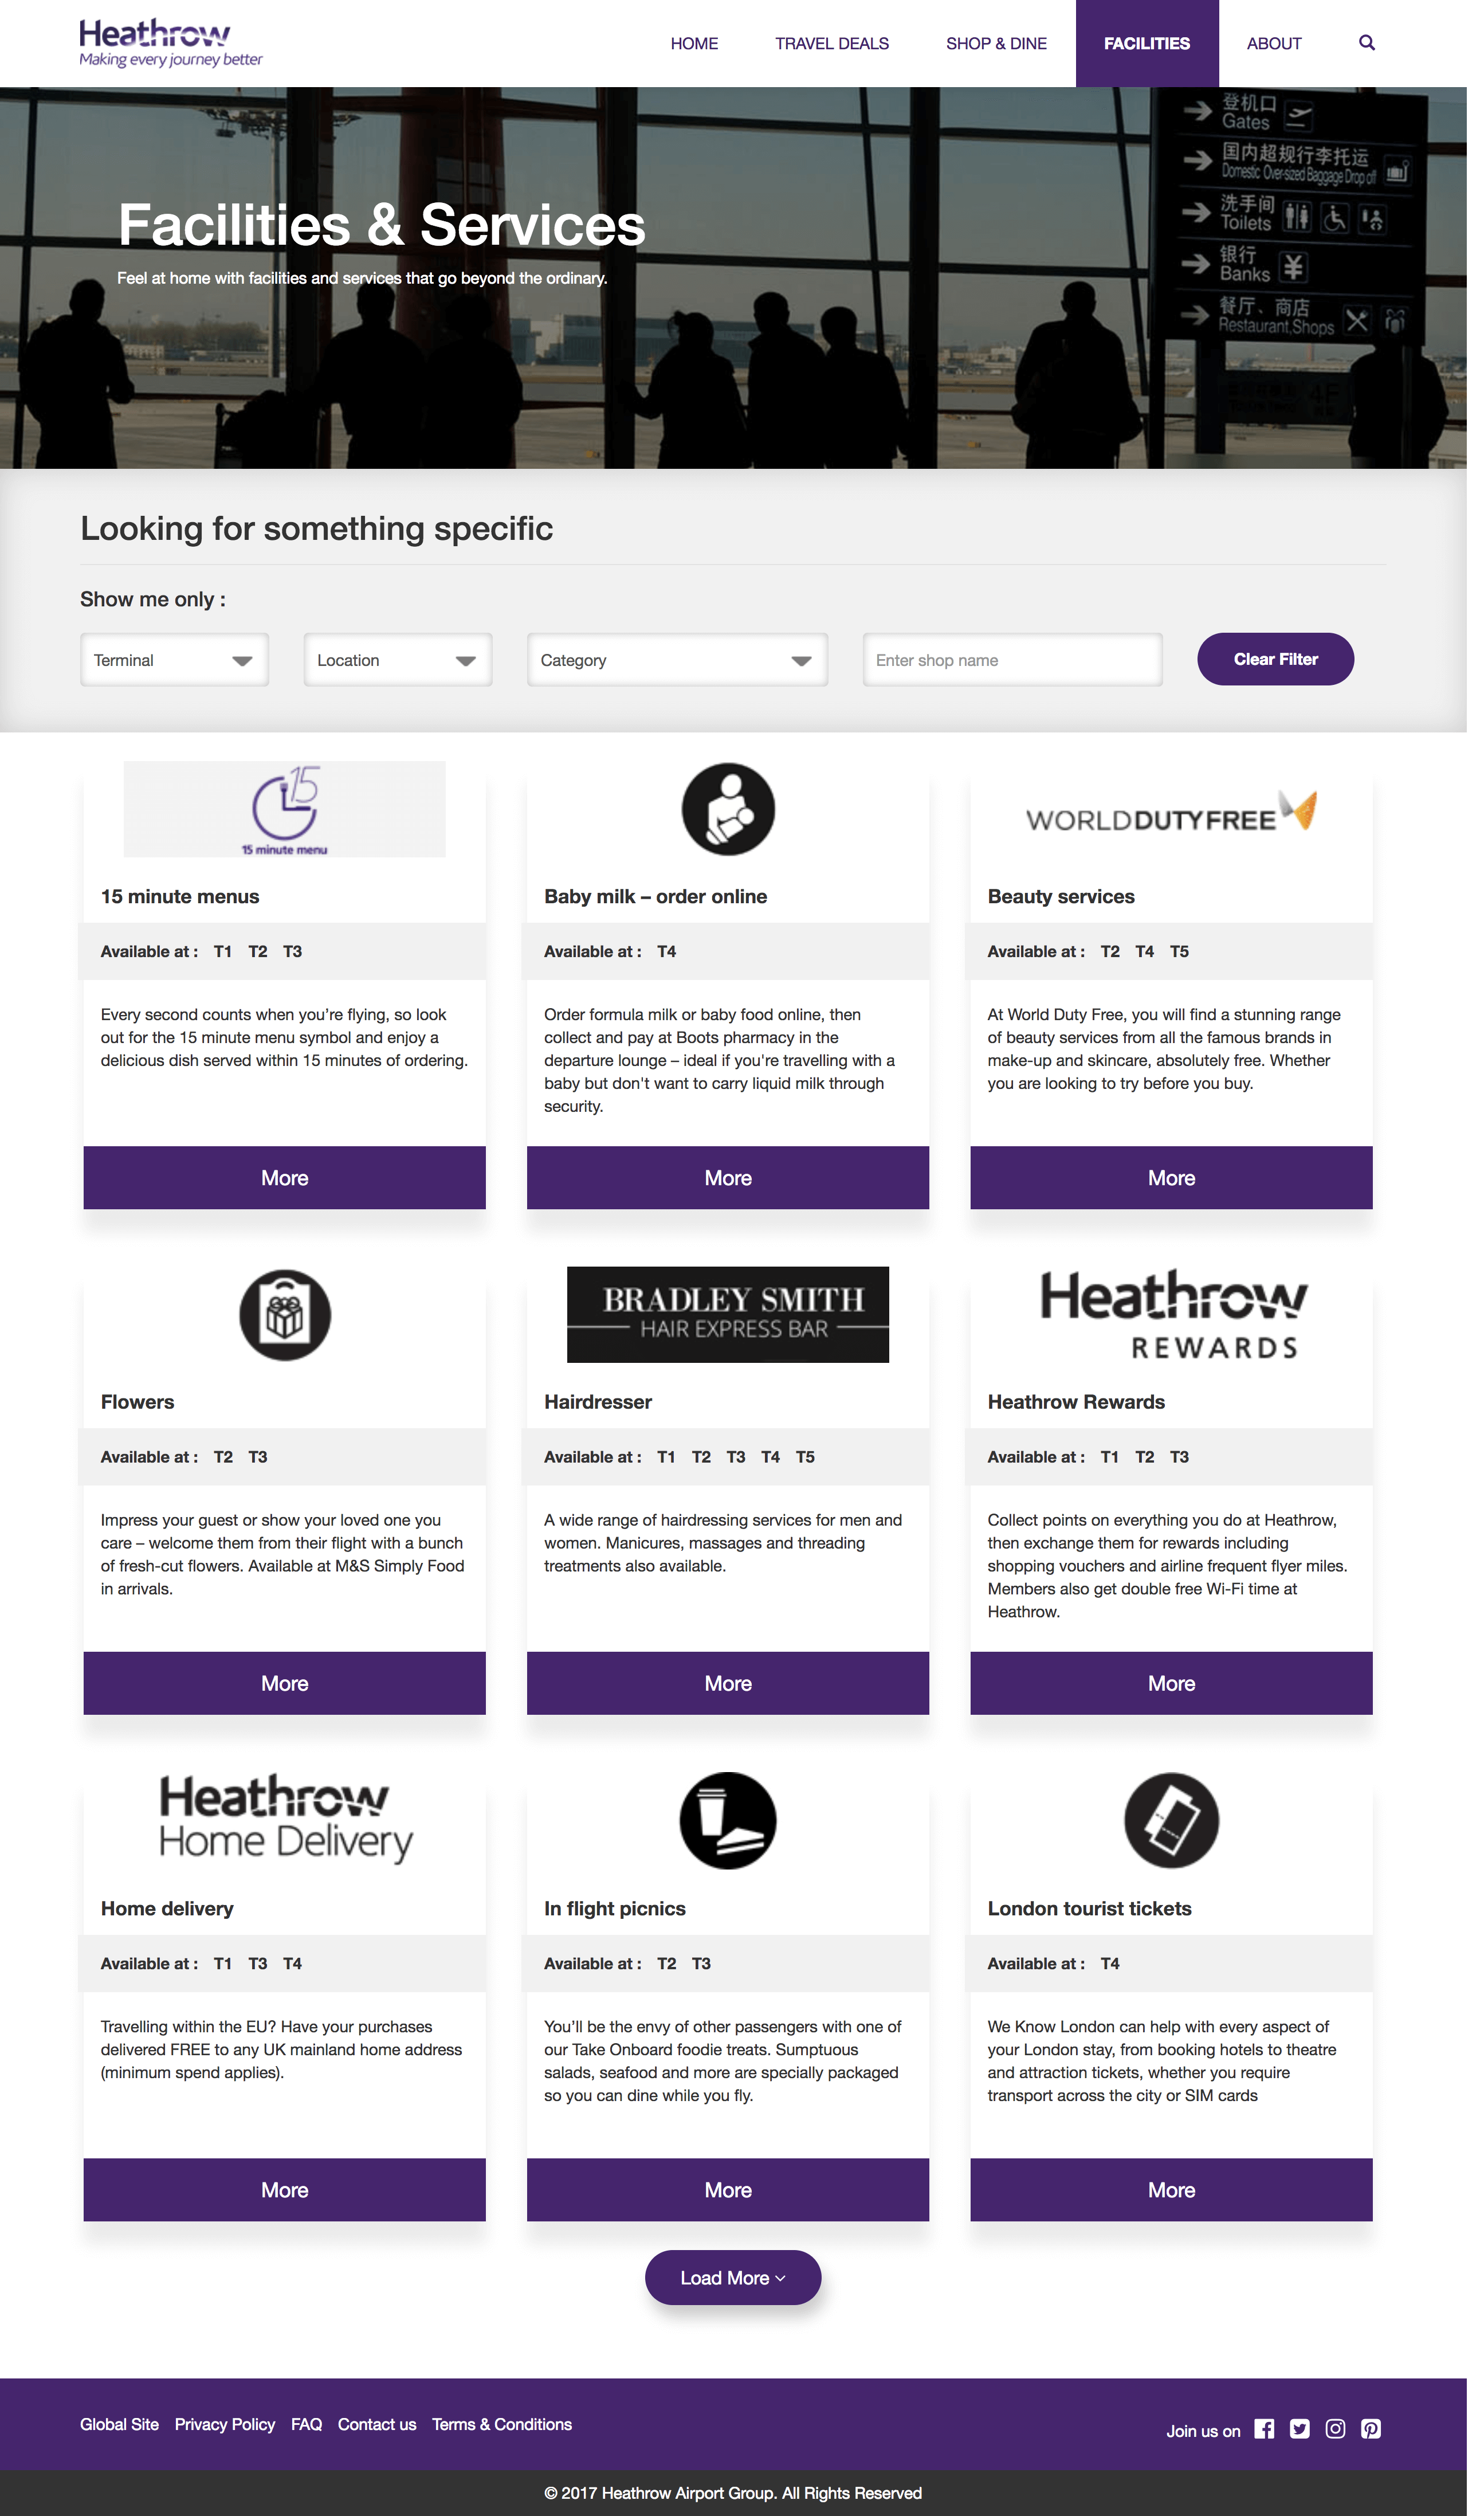 Heathrow
Making every journey better
HOME TRAVEL DEALS SHOP & DINE FACILITIES ABOUT
登机口
Gates
国内超规行李托运
Domestic Over-sized Baggage Drop off
洗手间
Toilets
银行
Banks ¥
餐厅、商店
Restaurant,Shops
Facilities & Services
Feel at home with facilities and services that go beyond the ordinary.
Looking for something specific
Show me only :
Terminal Location Category Enter shop name Clear Filter
15
15 minute menu
15 minute menus
Available at : T1 T2 T3
Every second counts when you’re flying, so look
out for the 15 minute menu symbol and enjoy a
delicious dish served within 15 minutes of ordering.
More
Baby milk – order online
Available at : T4
Order formula milk or baby food online, then
collect and pay at Boots pharmacy in the
departure lounge – ideal if you're travelling with a
baby but don't want to carry liquid milk through
security.
More
WORLDDUTYFREE
Beauty services
Available at : T2 T4 T5
At World Duty Free, you will find a stunning range
of beauty services from all the famous brands in
make-up and skincare, absolutely free. Whether
you are looking to try before you buy.
More
Flowers
Available at : T2 T3
Impress your guest or show your loved one you
care – welcome them from their flight with a bunch
of fresh-cut flowers. Available at M&S Simply Food
in arrivals.
More
BRADLEY SMITH
HAIR EXPRESS BAR
Hairdresser
Available at : T1 T2 T3 T4 T5
A wide range of hairdressing services for men and
women. Manicures, massages and threading
treatments also available.
More
Heathrow
REWARDS
Heathrow Rewards
Available at : T1 T2 T3
Collect points on everything you do at Heathrow,
then exchange them for rewards including
shopping vouchers and airline frequent flyer miles.
Members also get double free Wi-Fi time at
Heathrow.
More
Heathrow
Home Delivery
Home delivery
Available at : T1 T3 T4
Travelling within the EU? Have your purchases
delivered FREE to any UK mainland home address
(minimum spend applies).
More
In flight picnics
Available at : T2 T3
You’ll be the envy of other passengers with one of
our Take Onboard foodie treats. Sumptuous
salads, seafood and more are specially packaged
so you can dine while you fly.
More
London tourist tickets
Available at : T4
We Know London can help with every aspect of
your London stay, from booking hotels to theatre
and attraction tickets, whether you require
transport across the city or SIM cards
More
Load More
Global Site Privacy Policy FAQ Contact us Terms & Conditions
Join us on
© 2017 Heathrow Airport Group. All Rights Reserved